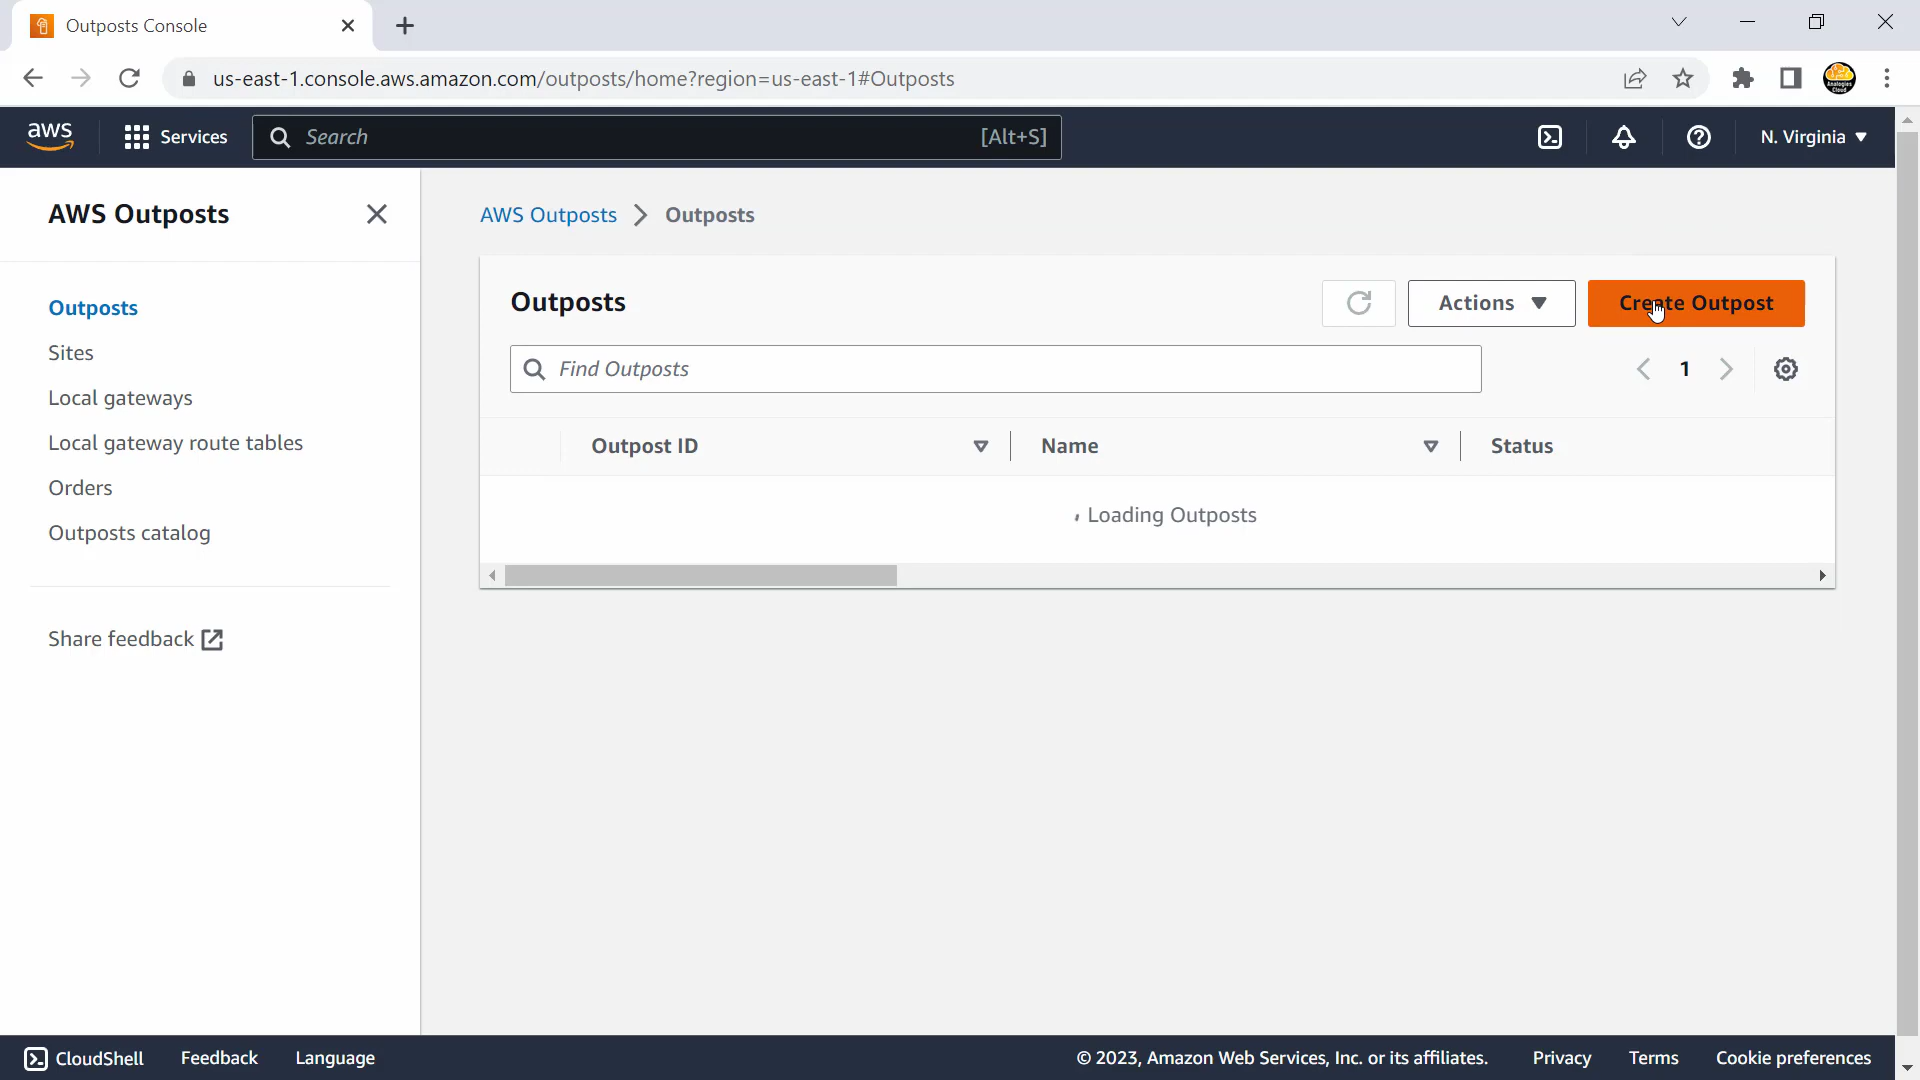 Outposts Console
us-east-1.console.aws.amazon.com/outposts/home?region=us-east-1#Outposts
aws
Services
Search
[Alt+S]
N. Virginia
AWS Outposts
Outposts
Sites
Local gateways
Local gateway route tables
Orders
Outposts catalog
Share feedback
AWS Outposts > Outposts
Outposts
Actions
Create Outpost
Find Outposts
1
Outpost ID
Name
Status
Loading Outposts
CloudShell
Feedback
Language
© 2023, Amazon Web Services, Inc. or its affiliates.
Privacy
Terms
Cookie preferences